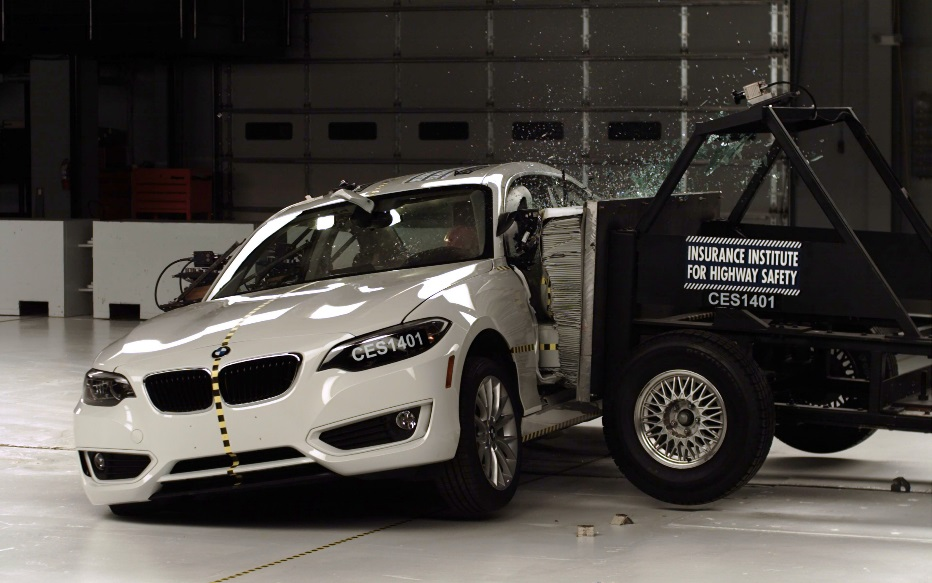 INSURANCE INSTITUTE
FOR HIGHWAY SAFETY
CES1401
CES1401